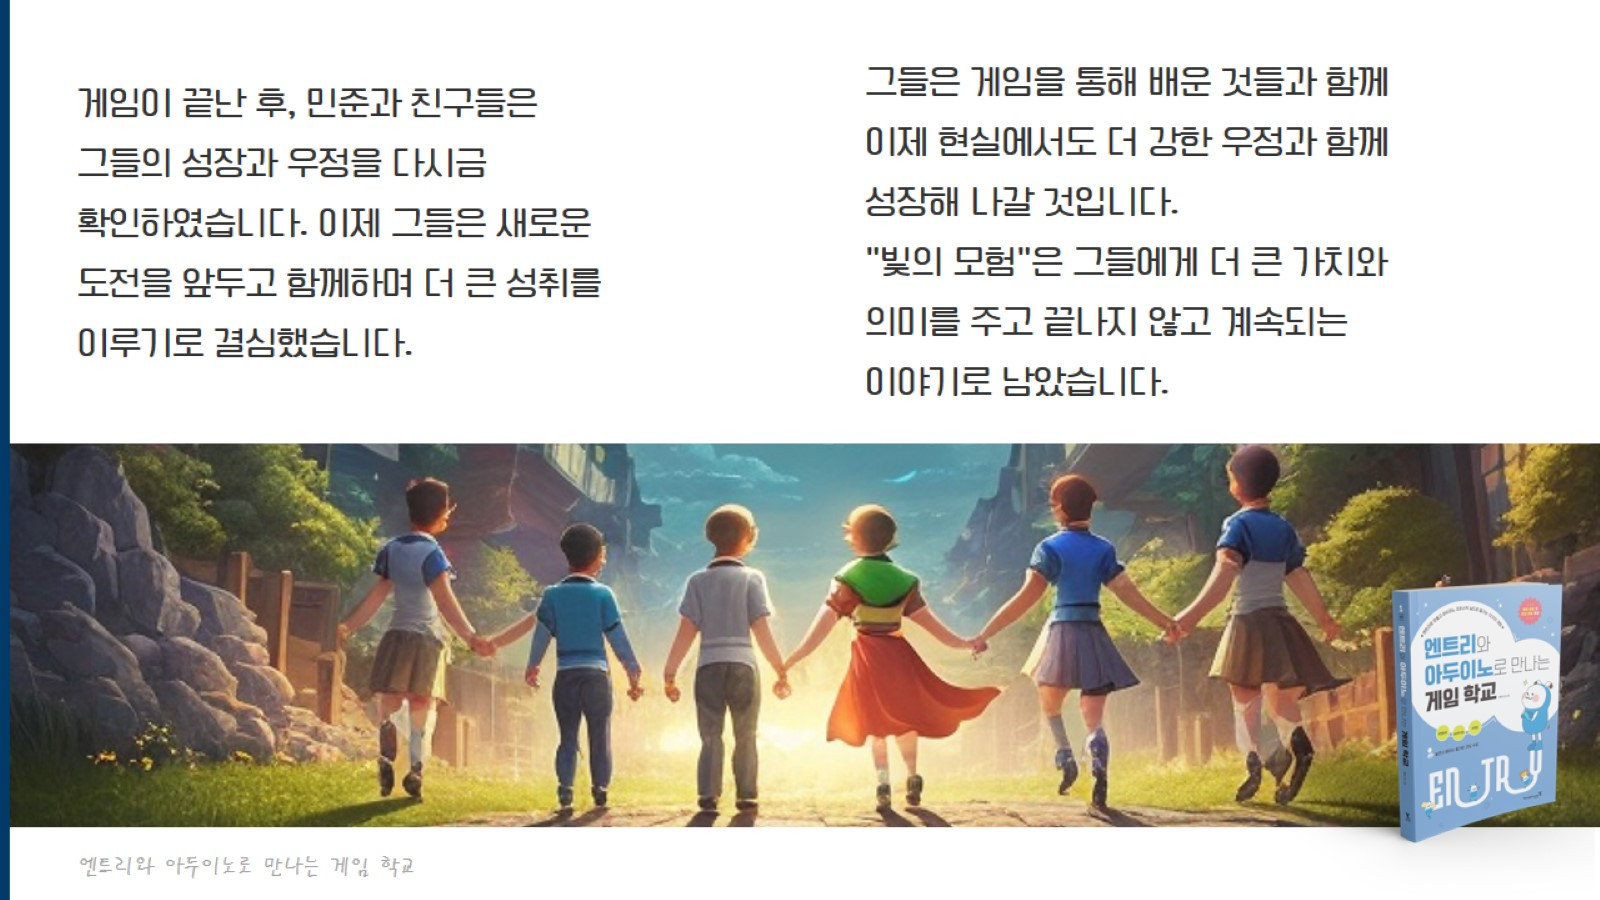 게임이 끝난 후, 민준과 친구들은
그들의 성장과 우정을 다시금
확인하였습니다. 이제 그들은 새로운
도전을 앞두고 함께하며 더 큰 성취를
이루기로 결심했습니다.
그들은 게임을 통해 배운 것들과 함께
이제 현실에서도 더 강한 우정과 함께
성장해 나갈 것입니다.
"빛의 모험"은 그들에게 더 큰 가치와
의미를 주고 끝나지 않고 계속되는
이야기로 남았습니다.
엔트리와
아두이노로 만나는
게임 학교
ENTRY
엔트리와 아두이노로 만나는 게임 학교